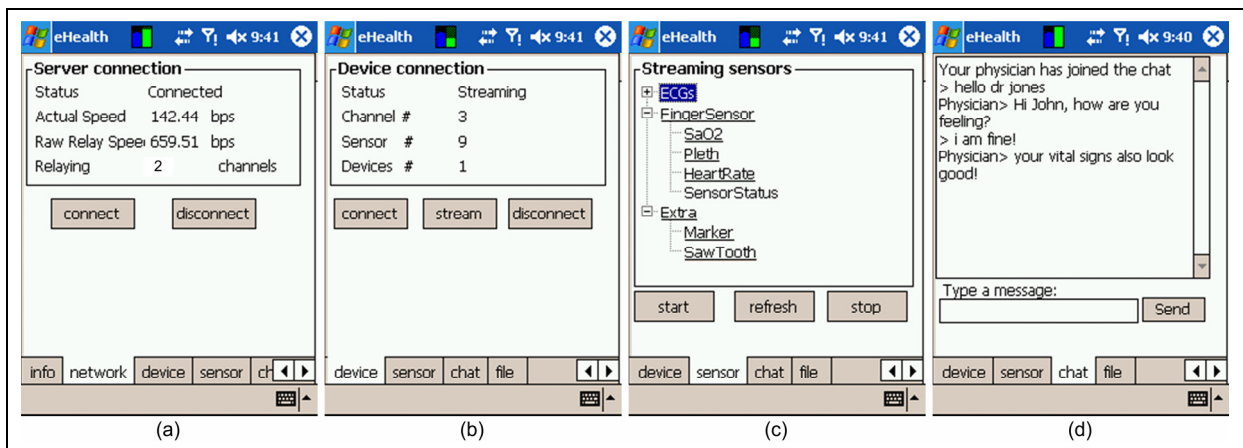 eHealth 9:41
Server connection
Status Connected
Actual Speed 142.44 bps
Raw Relay Speed 659.51 bps
Relaying 2 channels
connect disconnect
info network device sensor ch
(a)
eHealth 9:41
Device connection
Status Streaming
Channel # 3
Sensor # 9
Devices # 1
connect stream disconnect
device sensor chat file
(b)
eHealth 9:41
Streaming sensors
ECGs
FingerSensor
SaO2
Pleth
HeartRate
SensorStatus
Extra
Marker
SawTooth
start refresh stop
device sensor chat file
(c)
eHealth 9:40
Your physician has joined the chat
> hello dr jones
Physician> Hi John, how are you
feeling?
> i am fine!
Physician> your vital signs also look
good!
Type a message:
Send
device sensor chat file
(d)